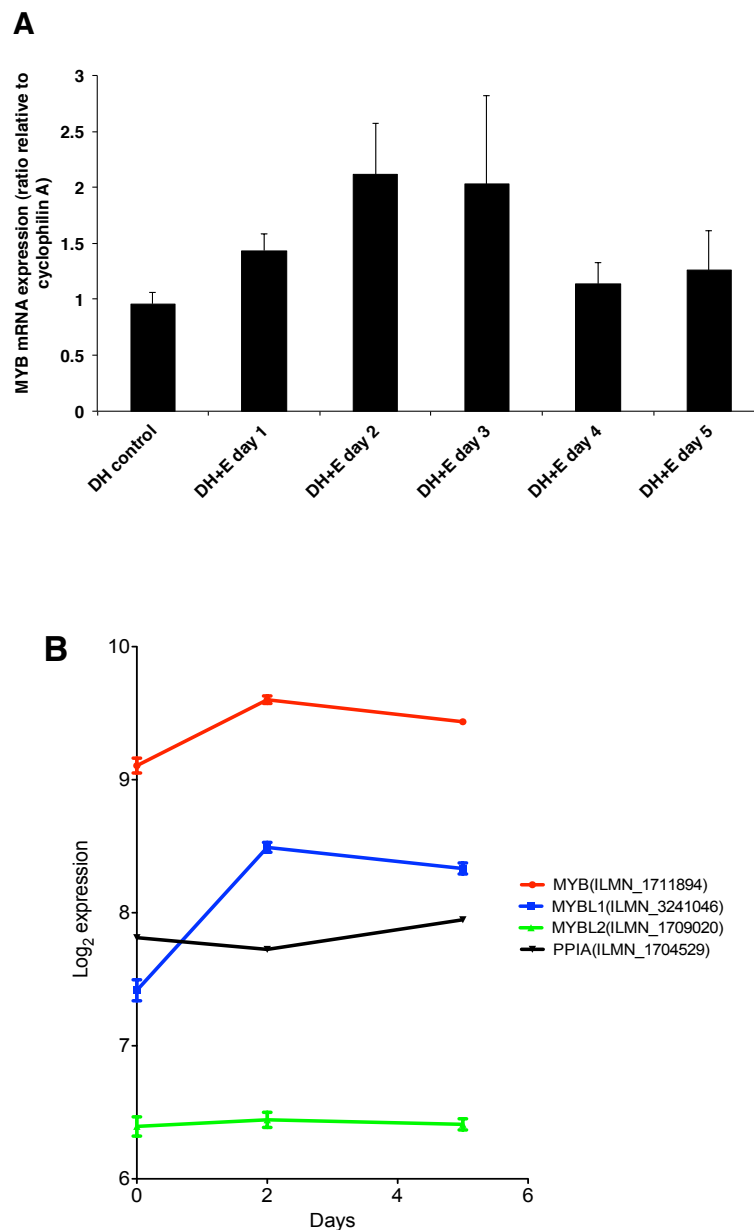 A
MYB mRNA expression (ratio relative to
cyclophilin A)
3
2.5
2
1.5
1
0.5
0
DH control
DH+E day 1
DH+E day 2
DH+E day 3
DH+E day 4
DH+E day 5
B
Log2 expression
10
9
8
7
6
0
2
4
6
Days
MYB(ILMN_1711894)
MYBL1(ILMN_3241046)
MYBL2(ILMN_1709020)
PPIA(ILMN_1704529)